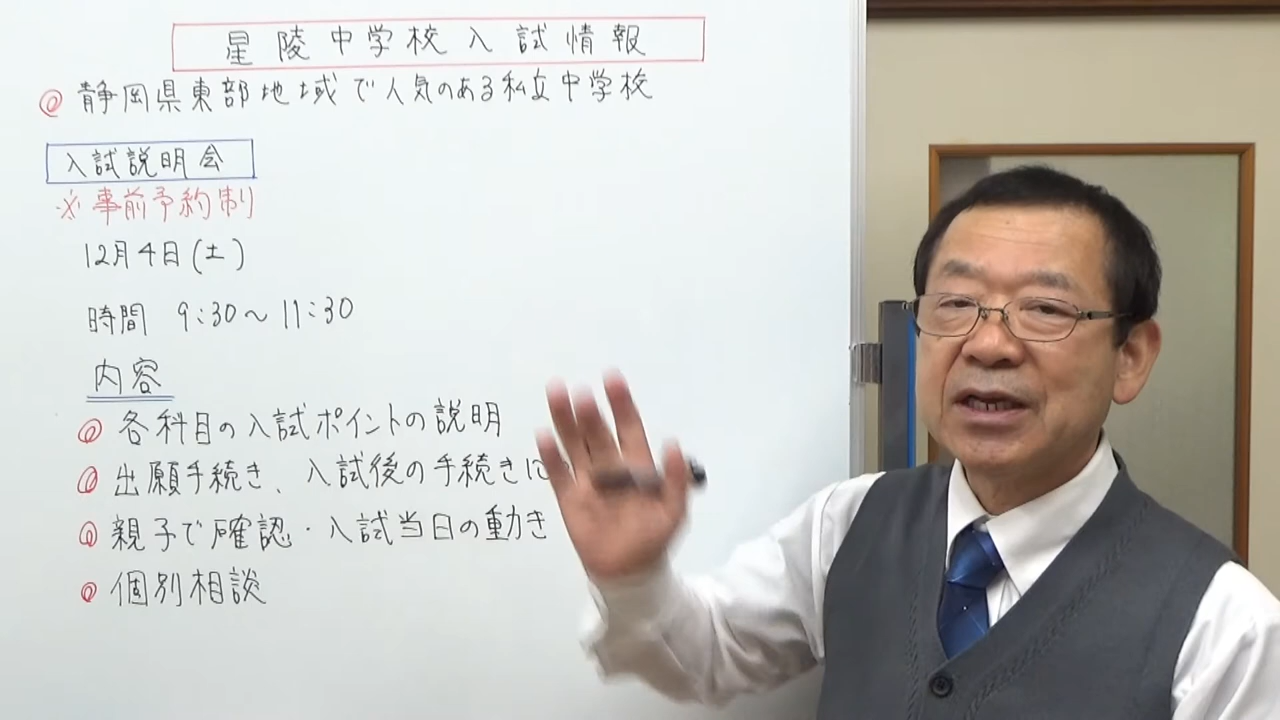 星陵中学校入試情報
◎ 静岡県東部地域で人気のある私立中学校
入試説明会
※ 事前予約制
12月4日(土)
時間 9:30〜11:30
内容
◎ 各科目の入試ポイントの説明
◎ 出願手続き、入試後の手続きに
◎ 親子で確認・入試当日の動き
◎ 個別相談